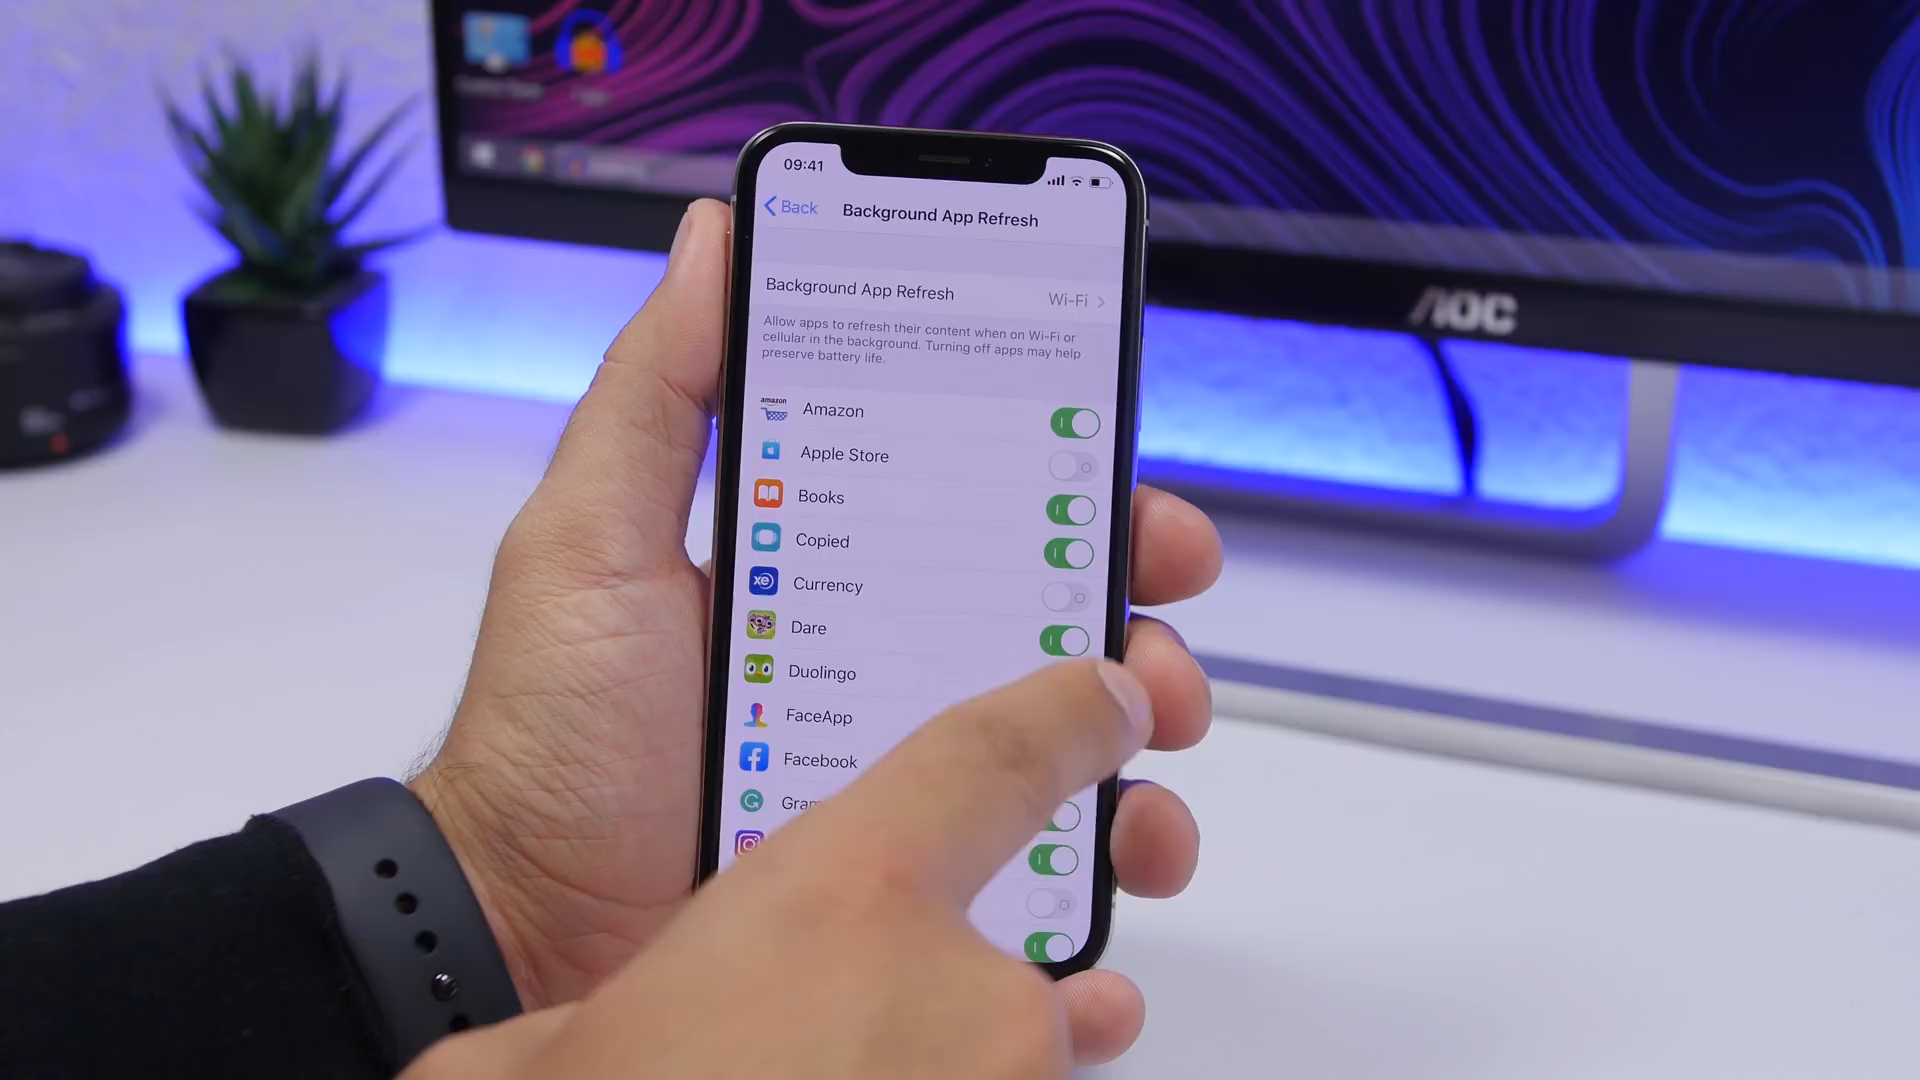 09:41
Back
Background App Refresh
Background App Refresh
Wi-Fi
Allow apps to refresh their content when on Wi-Fi or
cellular in the background. Turning off apps may help
preserve battery life.
amazon
Amazon
Apple Store
Books
Copied
xe
Currency
Dare
Duolingo
FaceApp
Facebook
AOC